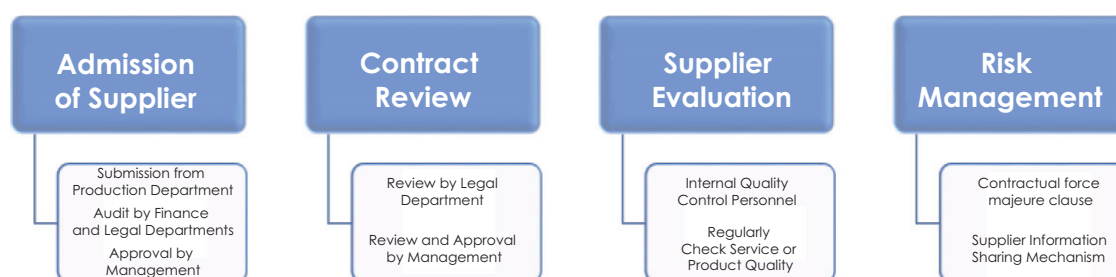 Admission
of Supplier
Submission from
Production Department
Audit by Finance
and Legal Departments
Approval by
Management
Contract
Review
Review by Legal
Department
Review and Approval
by Management
Supplier
Evaluation
Internal Quality
Control Personnel
Regularly
Check Service or
Product Quality
Risk
Management
Contractual force
majeure clause
Supplier Information
Sharing Mechanism